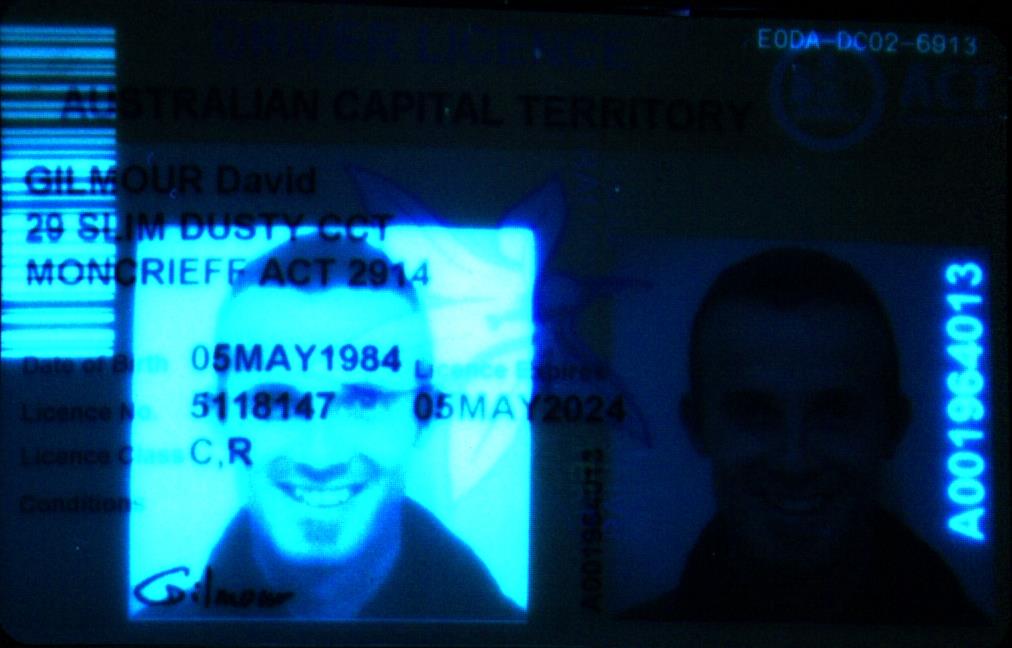 DRIVER LICENCE
E0DA-DC02-6913
AUSTRALIAN CAPITAL TERRITORY
ACT
GILMOUR David
29 SLIM DUSTY CCT
MONCRIEFF ACT 2914
Date of Birth 05MAY1984 Licence Expires
Licence No. 5118147 05MAY2024
Licence Class C,R
Conditions
Gilmour
A001964013
A001964013